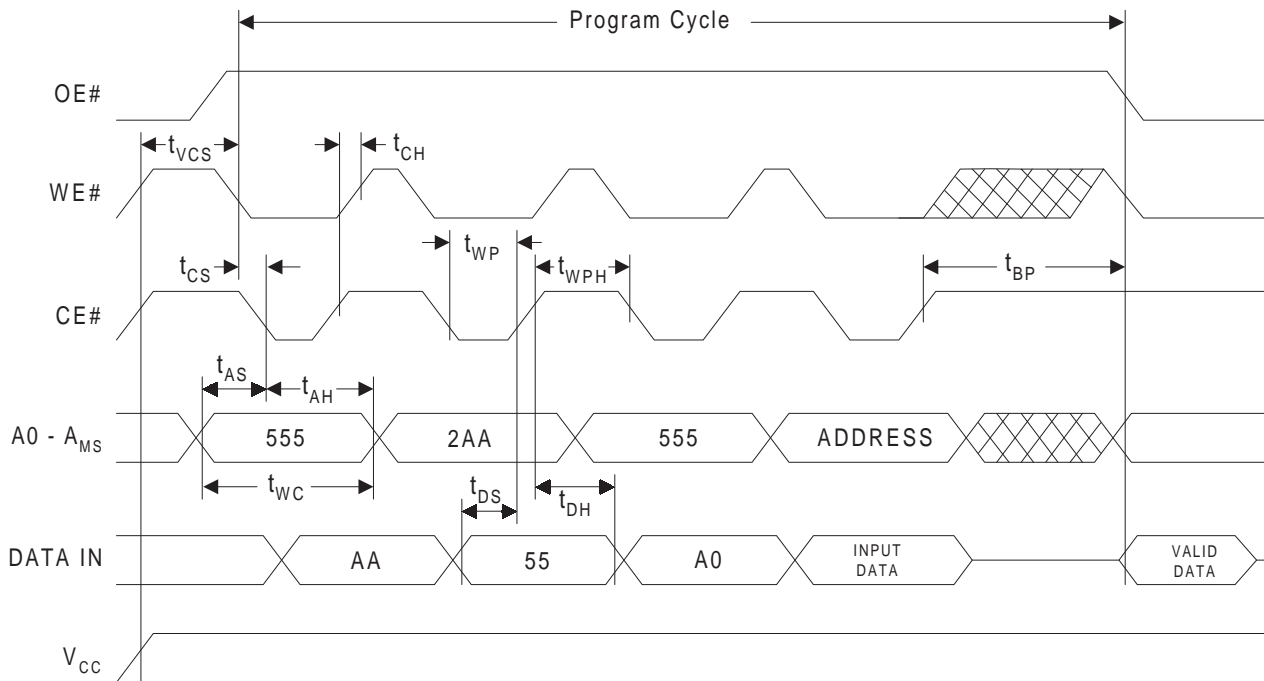 Program Cycle
OE#
tVCS
tCH
WE#
tWP
tCS
tWPH
tBP
CE#
tAS
tAH
A0 - AMS
555
2AA
555
ADDRESS
tWC
tDS
tDH
DATA IN
AA
55
A0
INPUT
DATA
VALID
DATA
VCC